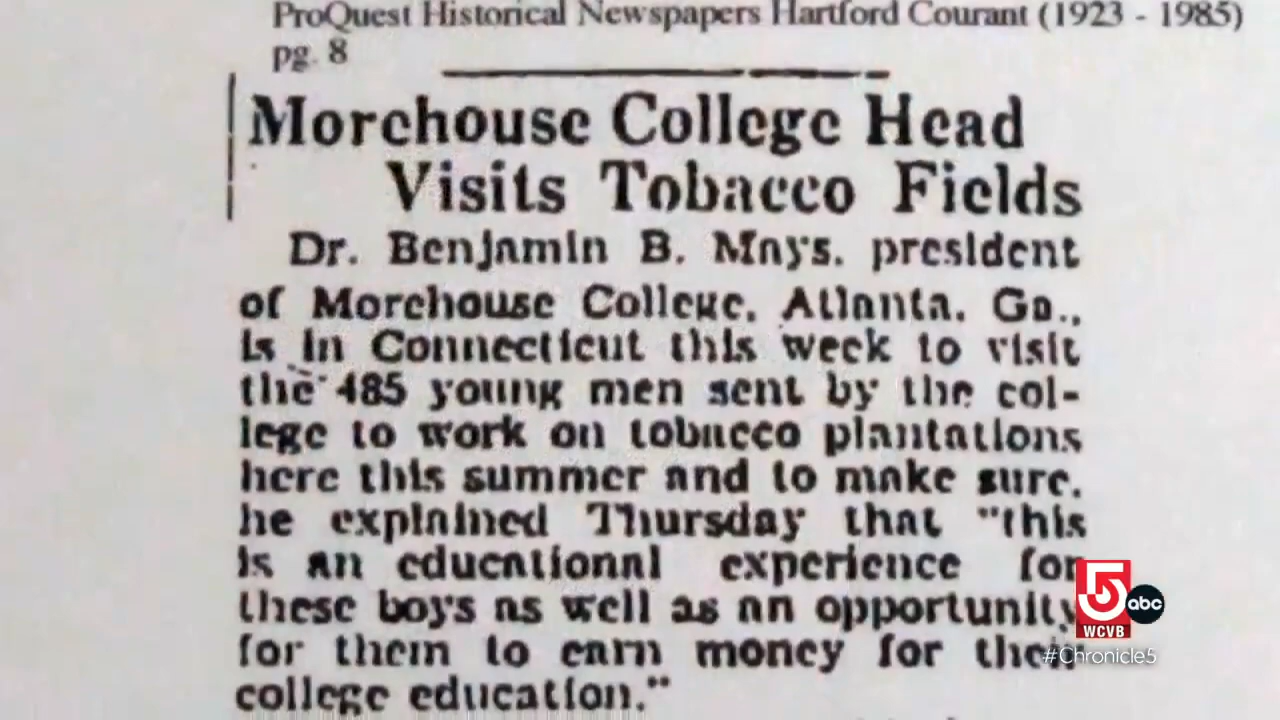 ProQuest Historical Newspapers Hartford Courant (1923 - 1985)
pg. 8
Morehouse College Head
Visits Tobacco Fields
Dr. Benjamin B. Mays, president
of Morehouse College, Atlanta, Ga.,
is in Connecticut this week to visit
the 485 young men sent by the col-
lege to work on tobacco plantations
here this summer and to make sure,
he explained Thursday that "this
is an educational experience for
these boys as well as an opportunity
for them to earn money for their
college education."
5
abc
WCVB
#Chronicle5